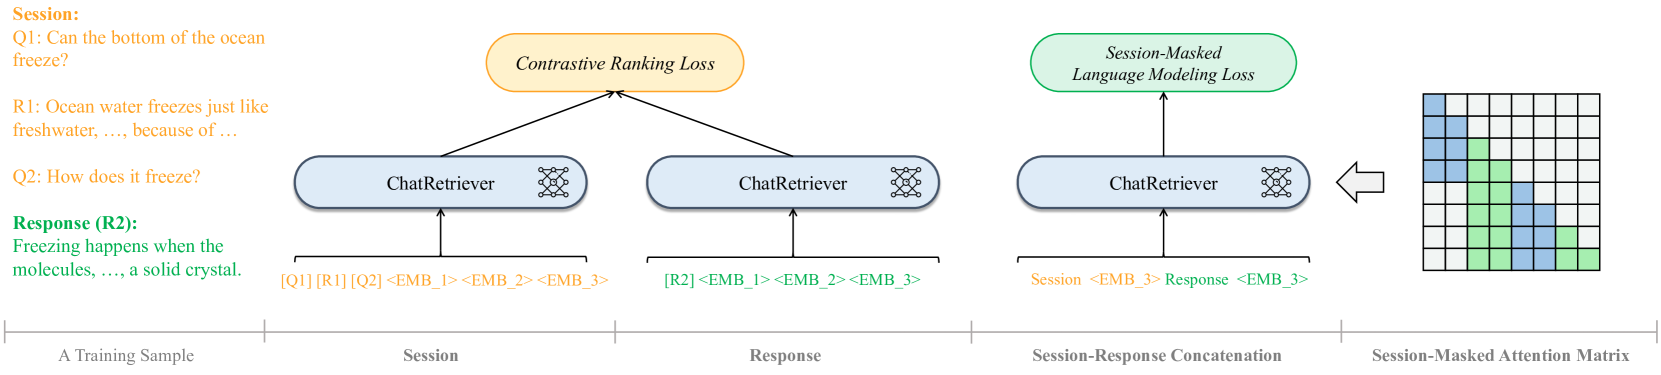 Session:
Q1: Can the bottom of the ocean
freeze?
R1: Ocean water freezes just like
freshwater, …, because of …
Q2: How does it freeze?
Response (R2):
Freezing happens when the
molecules, …, a solid crystal.
Contrastive Ranking Loss
ChatRetriever
ChatRetriever
[Q1] [R1] [Q2] <EMB_1> <EMB_2> <EMB_3>
[R2] <EMB_1> <EMB_2> <EMB_3>
Session-Masked
Language Modeling Loss
ChatRetriever
Session <EMB_3> Response <EMB_3>
A Training Sample
Session
Response
Session-Response Concatenation
Session-Masked Attention Matrix